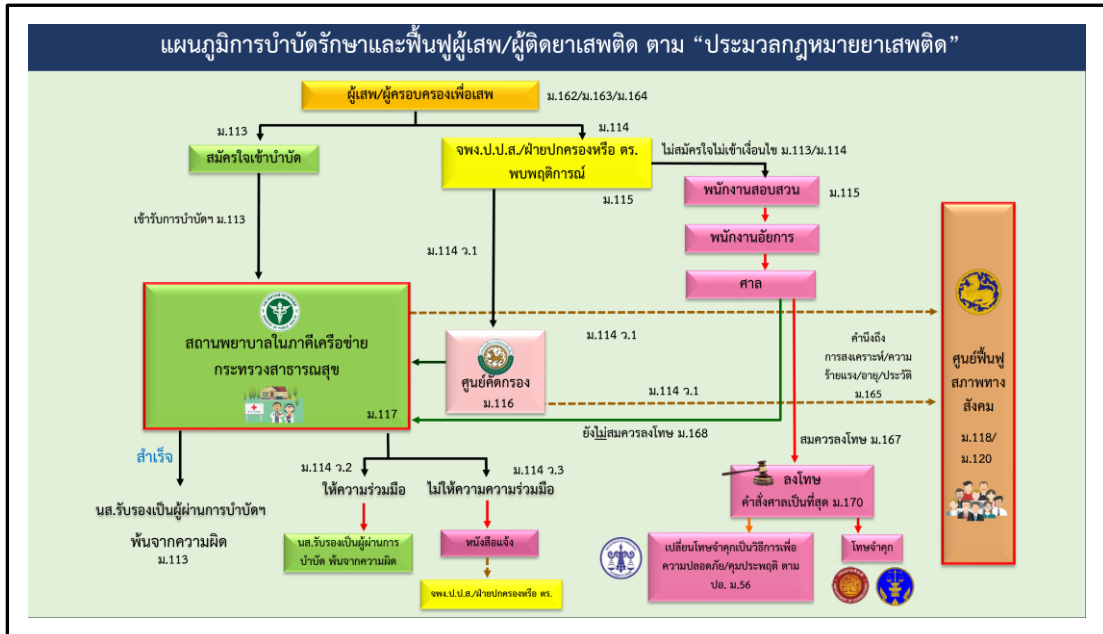 แผนภูมิการบำบัดรักษาและฟื้นฟูผู้เสพ/ผู้ติดยาเสพติด ตาม “ประมวลกฎหมายยาเสพติด”
ผู้เสพ/ผู้ครอบครองเพื่อเสพ
ม.162/ม.163/ม.164
ม.113
ม.114
สมัครใจเข้าบำบัด
จพง.ป.ป.ส./ฝ่ายปกครองหรือ ตร.
พบพฤติการณ์
ไม่สมัครใจไม่เข้าเงื่อนไข ม.113/ม.114
ม.115
พนักงานสอบสวน
ม.115
เข้ารับการบำบัดฯ ม.113
พนักงานอัยการ
ม.114 ว.1
ศาล
สถานพยาบาลในภาคีเครือข่าย
กระทรวงสาธารณสุข
ม.117
ม.114 ว.1
ศูนย์คัดกรอง
ม.116
ม.114 ว.1
คำนึงถึง
การสงเคราะห์/ความ
ร้ายแรง/อายุ/ประวัติ
ม.165
ศูนย์ฟื้นฟู
สภาพทาง
สังคม
ม.118/
ม.120
ยังไม่สมควรลงโทษ ม.168
สมควรลงโทษ ม.167
สำเร็จ
ม.114 ว.2
ให้ความร่วมมือ
ม.114 ว.3
ไม่ให้ความความร่วมมือ
นส.รับรองเป็นผู้ผ่านการบำบัดฯ
พ้นจากความผิด
ม.113
นส.รับรองเป็นผู้ผ่านการ
บำบัด พ้นจากความผิด
หนังสือแจ้ง
จพง.ป.ป.ส./ฝ่ายปกครองหรือ ตร.
ลงโทษ
คำสั่งศาลเป็นที่สุด ม.170
เปลี่ยนโทษจำคุกเป็นวิธีการเพื่อ
ความปลอดภัย/คุมประพฤติ ตาม
ปอ. ม.56
โทษจำคุก